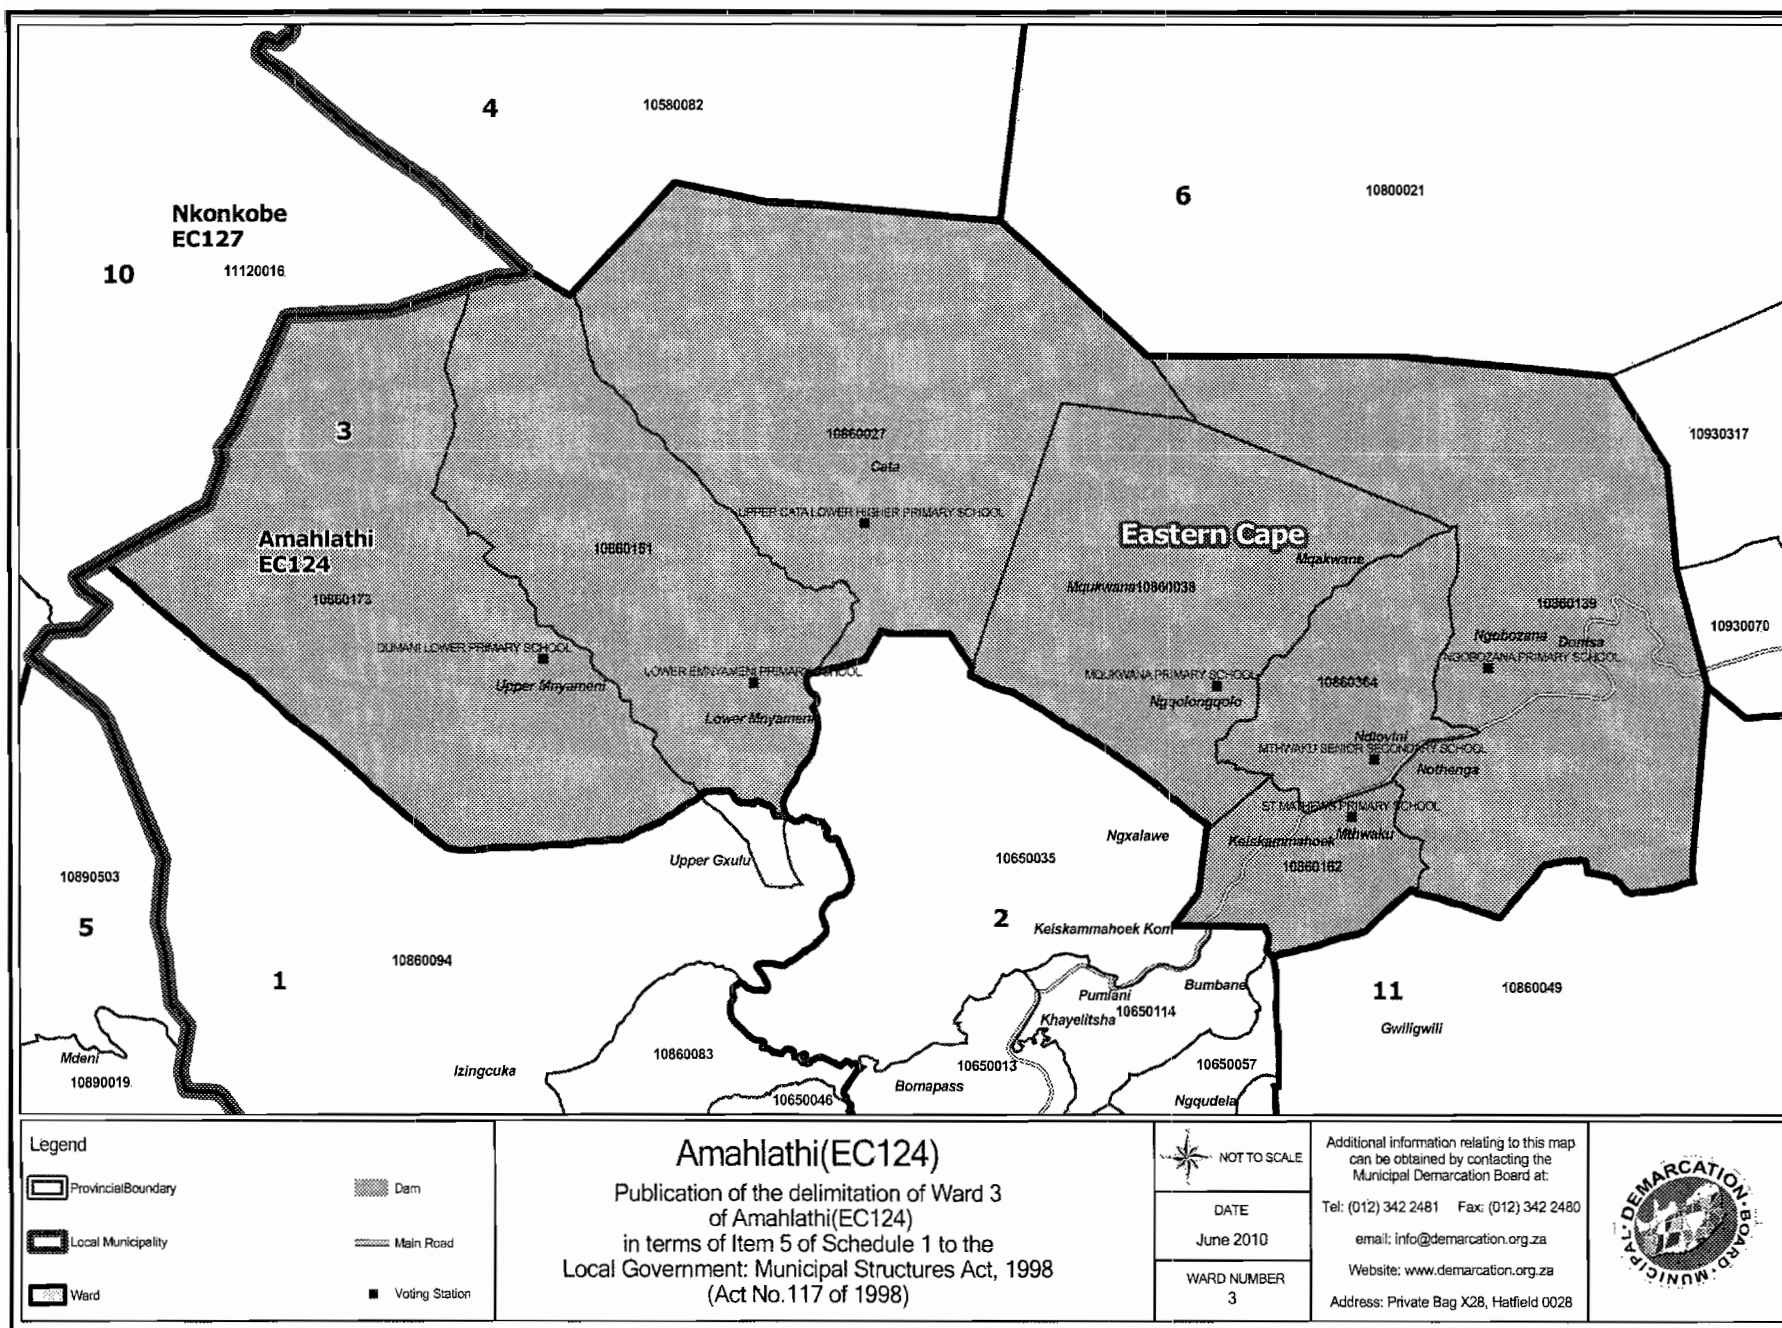 4
10580082
6
10800021
Nkonkobe
EC127
10
11120016
3
10860027
Cata
10930317
UPPER CATA LOWER HIGHER PRIMARY SCHOOL
Eastern Cape
Amahlathi
EC124
10860151
Mqakwane
Mqukwana 10860038
10860173
10860139
Ngobozana
Dontsa
10930070
DUMANI LOWER PRIMARY SCHOOL
NGOBOZANA PRIMARY SCHOOL
LOWER EMNYAMENI PRIMARY SCHOOL
MQUKWANA PRIMARY SCHOOL
10860364
Upper Mnyameni
Ngqolongqolo
Lower Mnyameni
Ndlovini
MTHWAKU SENIOR SECONDARY SCHOOL
Nothenga
ST MATHEWS PRIMARY SCHOOL
Ngxalawe
Keiskammahoek
Mthwaku
Upper Gxulu
10650035
10860162
10890503
5
2
Keiskammahoek Kom
1
10860094
11
10860049
Bumbane
Pumlani
10650114
Khayelitsha
Gwiligwili
Mdeni
10890019
Izingcuka
10860083
10650013
10650057
Bomapass
10650046
Ngqudela
Legend
ProvincialBoundary
Dam
Local Municipality
Main Road
Ward
Voting Station
Amahlathi(EC124)
Publication of the delimitation of Ward 3
of Amahlathi(EC124)
in terms of Item 5 of Schedule 1 to the
Local Government: Municipal Structures Act, 1998
(Act No.117 of 1998)
NOT TO SCALE
DATE
June 2010
WARD NUMBER
3
Additional information relating to this map
can be obtained by contacting the
Municipal Demarcation Board at:
Tel: (012) 342 2481 Fax: (012) 342 2480
email: info@demarcation.org.za
Website: www.demarcation.org.za
Address: Private Bag X28, Hatfield 0028
MUNICIPAL DEMARCATION BOARD